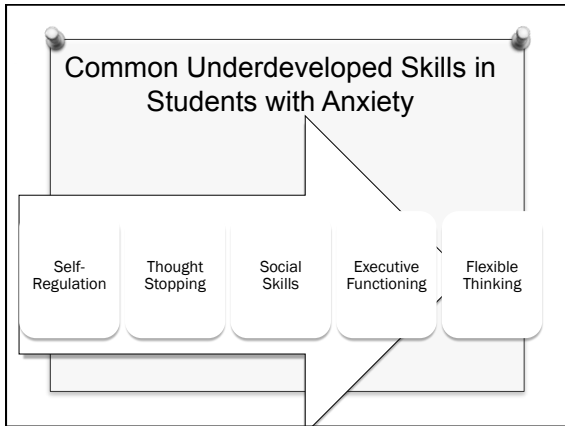 Common Underdeveloped Skills in
Students with Anxiety
Self-
Regulation
Thought
Stopping
Social
Skills
Executive
Functioning
Flexible
Thinking